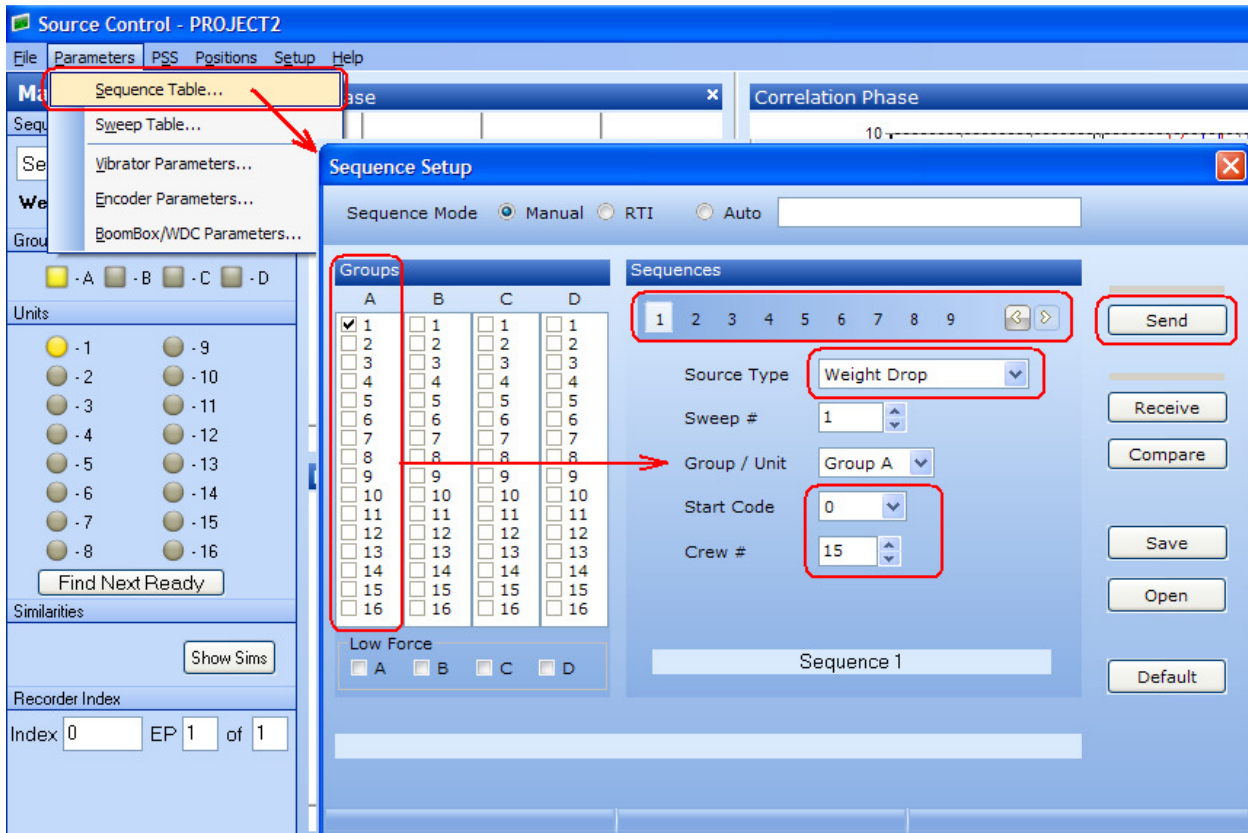 Source Control - PROJECT2
File Parameters PSS Positions Setup Help
Sequence Table...
Sweep Table...
Vibrator Parameters...
Encoder Parameters...
BoomBox/WDC Parameters...
Ma
Sequ
Se
We
Grou
ase ×
Correlation Phase
10
- A - B - C - D
Units
- 1 - 9
- 2 - 10
- 3 - 11
- 4 - 12
- 5 - 13
- 6 - 14
- 7 - 15
- 8 - 16
Find Next Ready
Similarities
Show Sims
Recorder Index
Index 0 EP 1 of 1
Sequence Setup
Sequence Mode Manual RTI Auto
Groups
A B C D
1 1 1 1
2 2 2 2
3 3 3 3
4 4 4 4
5 5 5 5
6 6 6 6
7 7 7 7
8 8 8 8
9 9 9 9
10 10 10 10
11 11 11 11
12 12 12 12
13 13 13 13
14 14 14 14
15 15 15 15
16 16 16 16
Low Force
A B C D
Sequences
1 2 3 4 5 6 7 8 9
Source Type Weight Drop
Sweep # 1
Group / Unit Group A
Start Code 0
Crew # 15
Sequence 1
Send
Receive
Compare
Save
Open
Default